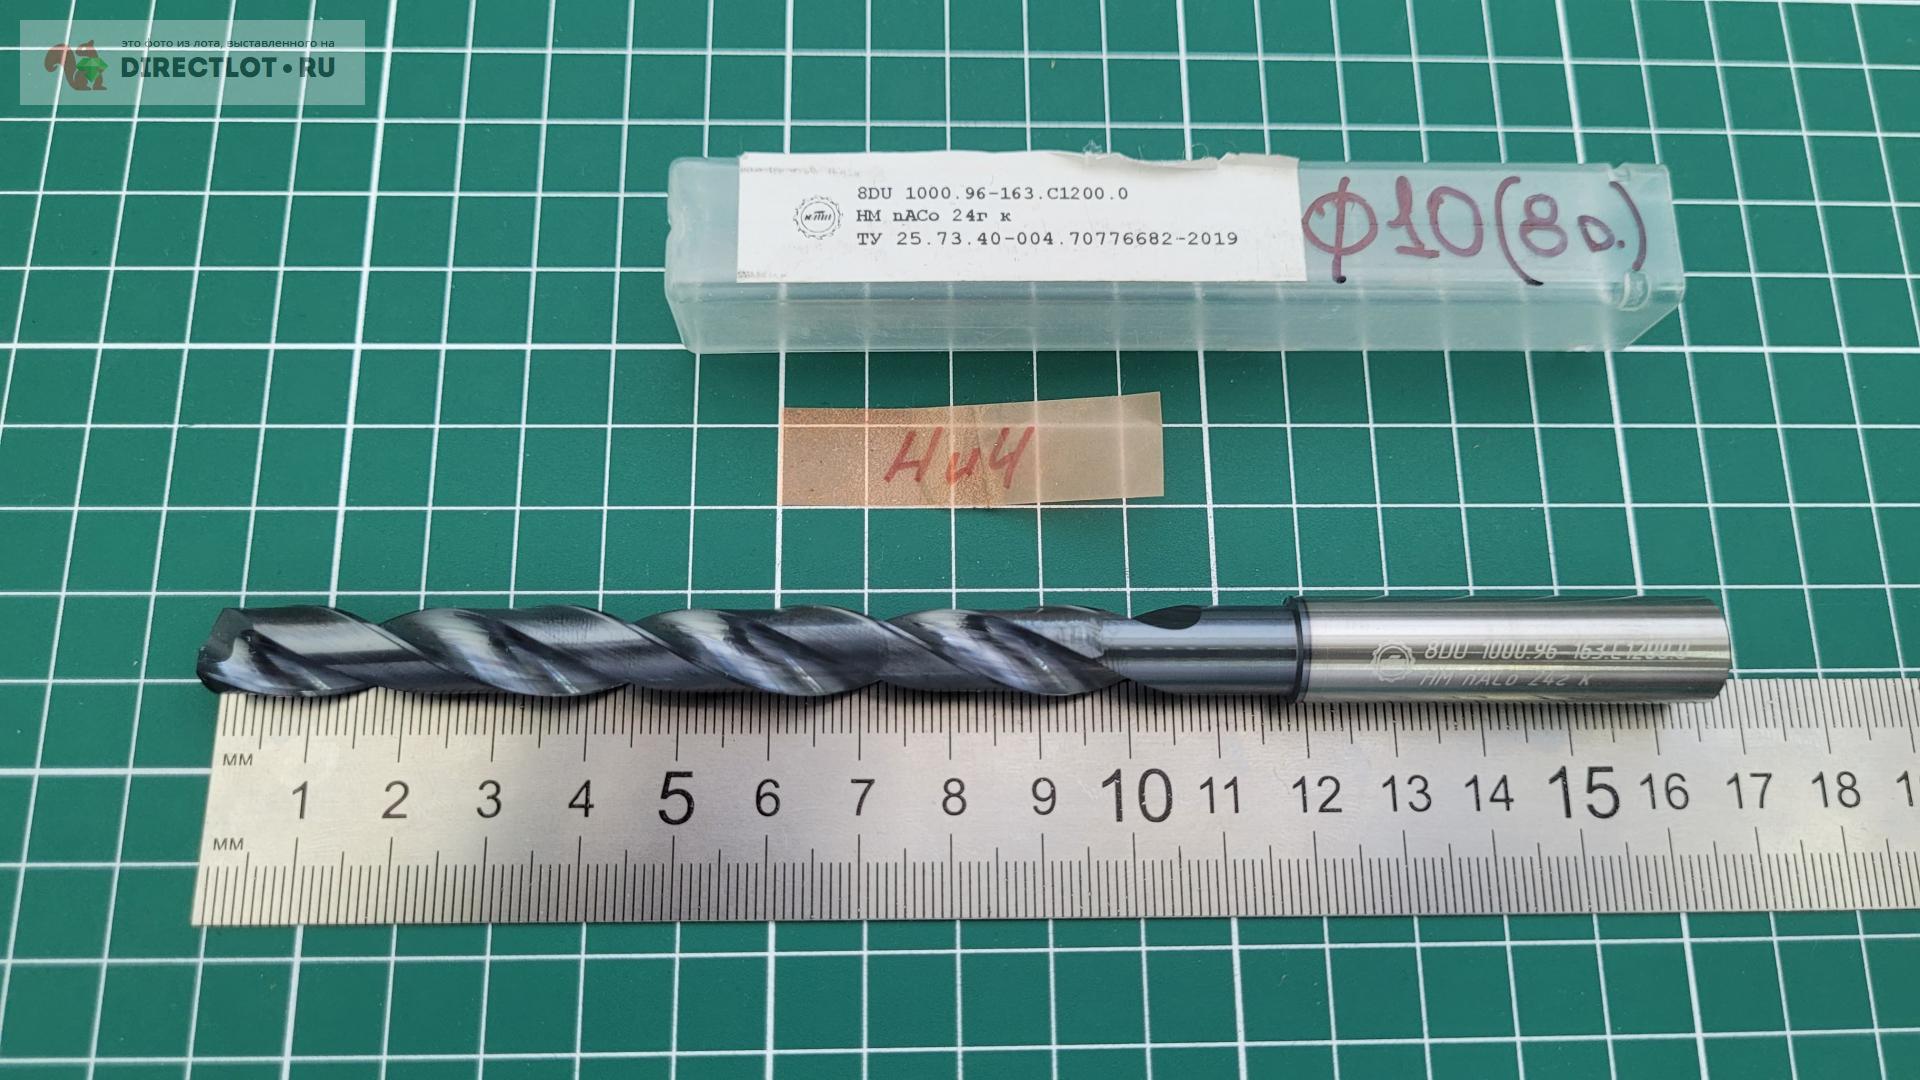 это фото из лота, выставленного на
DIRECTLOT•RU
8DU 1000.96-163.C1200.0
HM nACo 24г к
ТУ 25.73.40-004.70776682-2019
Ф10(8D.)
8DU 1000.96-163.C1200.0
HM nACo 24г к
мм
1 2 3 4 5 6 7 8 9 10 11 12 13 14 15 16 17 18
мм